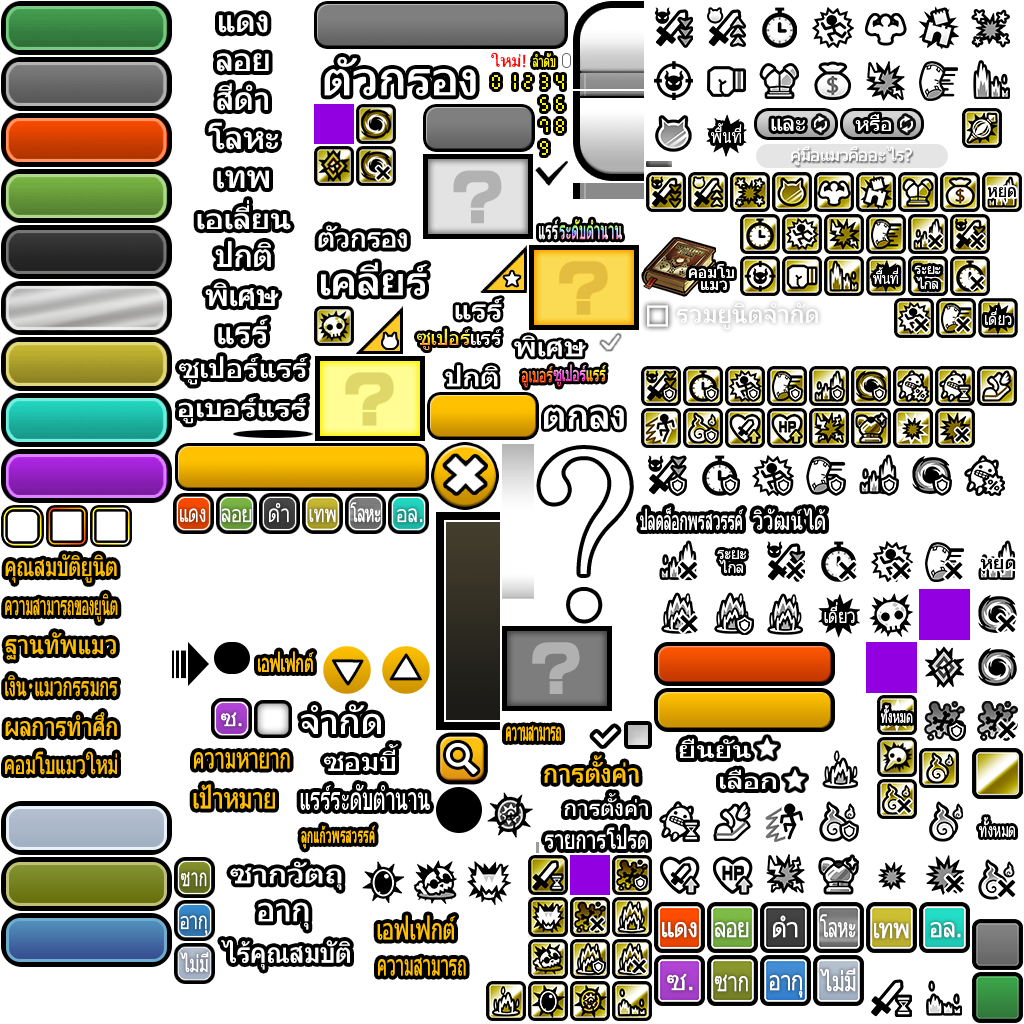 แดง
ลอย
สีดำ
โลหะ
เทพ
เอเลี่ยน
ปกติ
พิเศษ
แรร์
ซูเปอร์แรร์
อูเบอร์แรร์
ตัวกรอง
ใหม่!
ลำดับ
0 1 2 3 4
5 6
7 8
9
?
ตัวกรอง
เคลียร์
แรร์ระดับตำนาน
?
แรร์
ซูเปอร์แรร์
พิเศษ
ปกติ
อูเบอร์ซูเปอร์แรร์
?
ตกลง
แดง
ลอย
ดำ
เทพ
โลหะ
อล.
?
?
คุณสมบัติยูนิต
ความสามารถของยูนิต
ฐานทัพแมว
เงิน・แมวกรรมกร
ผลการทำศึก
คอมโบแมวใหม่
เอฟเฟกต์
ซ.
จำกัด
ความหายาก
ซอมบี้
เป้าหมาย
แรร์ระดับตำนาน
ลูกแก้วพรสวรรค์
ความสามารถ
การตั้งค่า
การตั้งค่า
รายการโปรด
ซาก
ซากวัตถุ
อากุ
อากุ
ไม่มี
ไร้คุณสมบัติ
เอฟเฟกต์
ความสามารถ
พื้นที่
และ
หรือ
คู่มือแมวคืออะไร?
หยุด
คอมโบ
แมว
พื้นที่
ระยะ
ไกล
เดี่ยว
รวมยูนิตจำกัด
HP
ปลดล็อกพรสวรรค์
วิวัฒน์ได้
ระยะ
ไกล
หยุด
เดี่ยว
ทั้งหมด
ยืนยัน
เลือก
ทั้งหมด
HP
แดง
ลอย
ดำ
โลหะ
เทพ
อล.
ซ.
ซาก
อากุ
ไม่มี